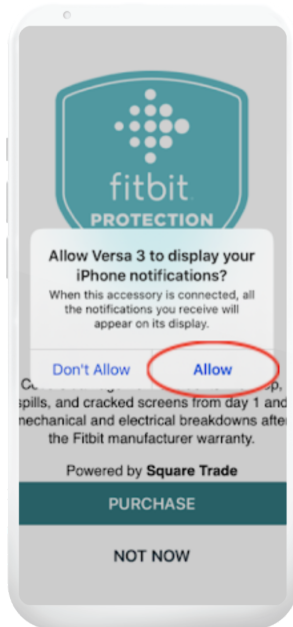 fitbit
PROTECTION
Allow Versa 3 to display your
iPhone notifications?
When this accessory is connected, all
the notifications you receive will
appear on its display.
Don't Allow
Allow
spills, and cracked screens from day 1 and
mechanical and electrical breakdowns after
the Fitbit manufacturer warranty.
Powered by Square Trade
PURCHASE
NOT NOW